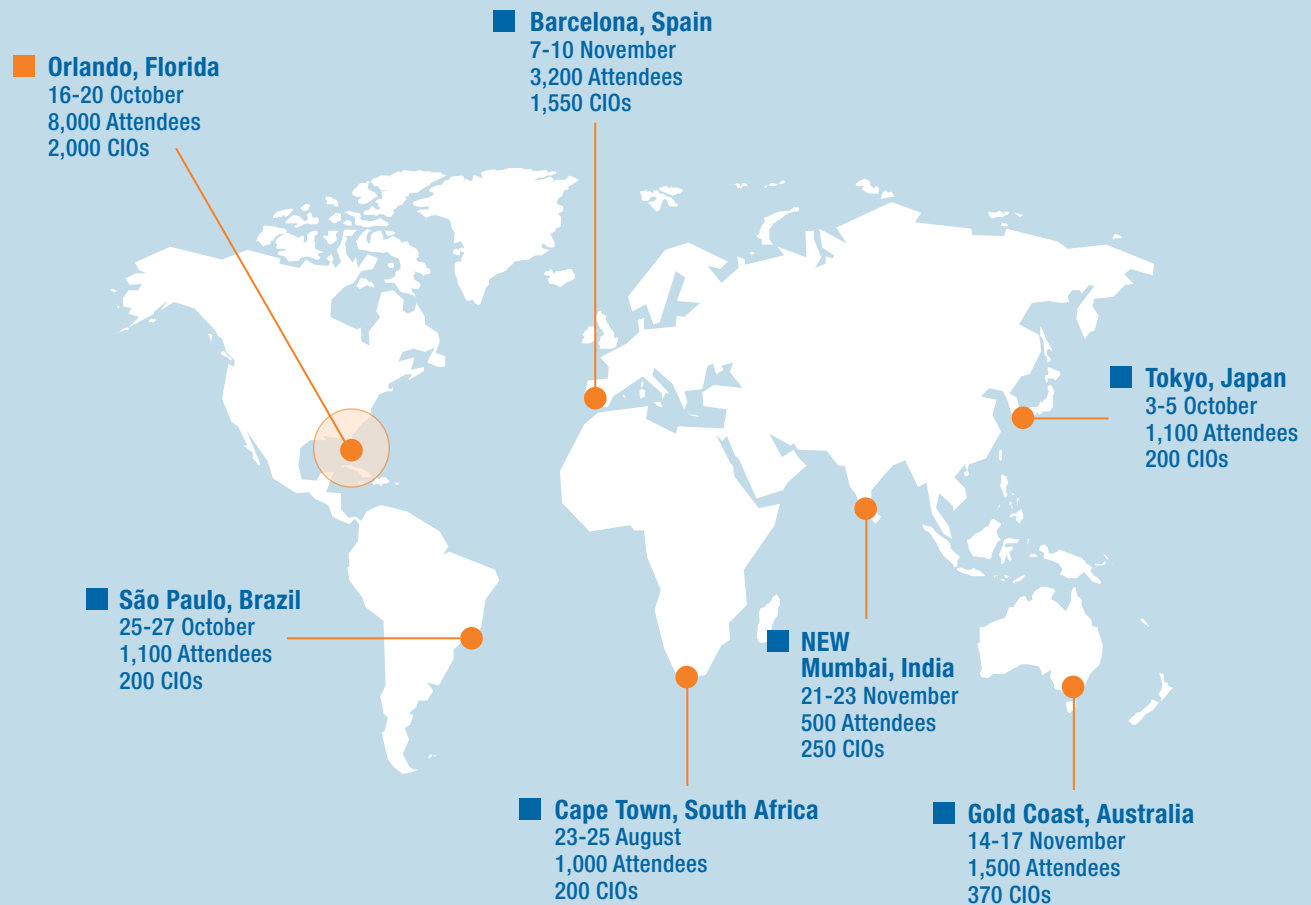 Barcelona, Spain
7-10 November
3,200 Attendees
1,550 CIOs
Orlando, Florida
16-20 October
8,000 Attendees
2,000 CIOs
Tokyo, Japan
3-5 October
1,100 Attendees
200 CIOs
São Paulo, Brazil
25-27 October
1,100 Attendees
200 CIOs
NEW
Mumbai, India
21-23 November
500 Attendees
250 CIOs
Cape Town, South Africa
23-25 August
1,000 Attendees
200 CIOs
Gold Coast, Australia
14-17 November
1,500 Attendees
370 CIOs